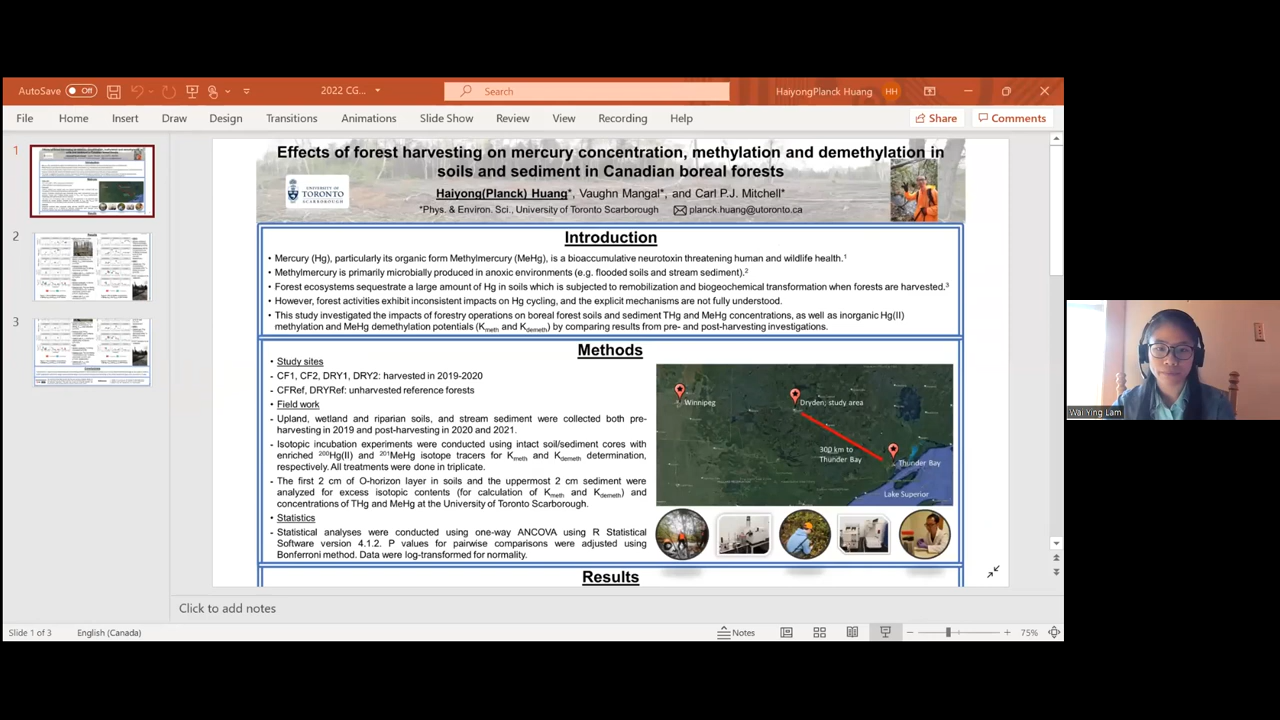 AutoSave Off 2022 CG... Search HaiyongPlanck Huang HH
File Home Insert Draw Design Transitions Animations Slide Show Review View Recording Help Share Comments
1
2
3
Effects of forest harvesting on mercury concentration, methylation and demethylation in
soils and sediment in Canadian boreal forests
UNIVERSITY OF
TORONTO
SCARBOROUGH
Haiyong(Planck) Huang*, Vaughn Mangal*, and Carl P.J. Mitchell*
*Phys. & Environ. Sci., University of Toronto Scarborough planck.huang@utoronto.ca
Introduction
• Mercury (Hg), particularly its organic form Methylmercury (MeHg), is a bioaccumulative neurotoxin threatening human and wildlife health.1
• Methylmercury is primarily microbially produced in anoxic environments (e.g. flooded soils and stream sediment).2
• Forest ecosystems sequestrate a large amount of Hg in soils which is subjected to remobilization and biogeochemical transformation when forests are harvested.3
• However, forest activities exhibit inconsistent impacts on Hg cycling, and the explicit mechanisms are not fully understood.
• This study investigated the impacts of forestry operations on boreal forest soils and sediment THg and MeHg concentrations, as well as inorganic Hg(II)
methylation and MeHg demethylation potentials (Kmeth and Kdemeth) by comparing results from pre- and post-harvesting investigations.
Methods
• Study sites
- CF1, CF2, DRY1, DRY2: harvested in 2019-2020
- CFRef, DRYRef: unharvested reference forests
• Field work
- Upland, wetland and riparian soils, and stream sediment were collected both pre-
harvesting in 2019 and post-harvesting in 2020 and 2021.
- Isotopic incubation experiments were conducted using intact soil/sediment cores with
enriched 200Hg(II) and 201MeHg isotope tracers for Kmeth and Kdemeth determination,
respectively. All treatments were done in triplicate.
- The first 2 cm of O-horizon layer in soils and the uppermost 2 cm sediment were
analyzed for excess isotopic contents (for calculation of Kmeth and Kdemeth) and
concentrations of THg and MeHg at the University of Toronto Scarborough.
• Statistics
- Statistical analyses were conducted using one-way ANCOVA using R Statistical
Software version 4.1.2. P values for pairwise comparisons were adjusted using
Bonferroni method. Data were log-transformed for normality.
Winnipeg
Dryden; study area
300 km to
Thunder Bay
Thunder Bay
Lake Superior
Results
Wai Ying Lam
Click to add notes
Slide 1 of 3 English (Canada) Notes 75%